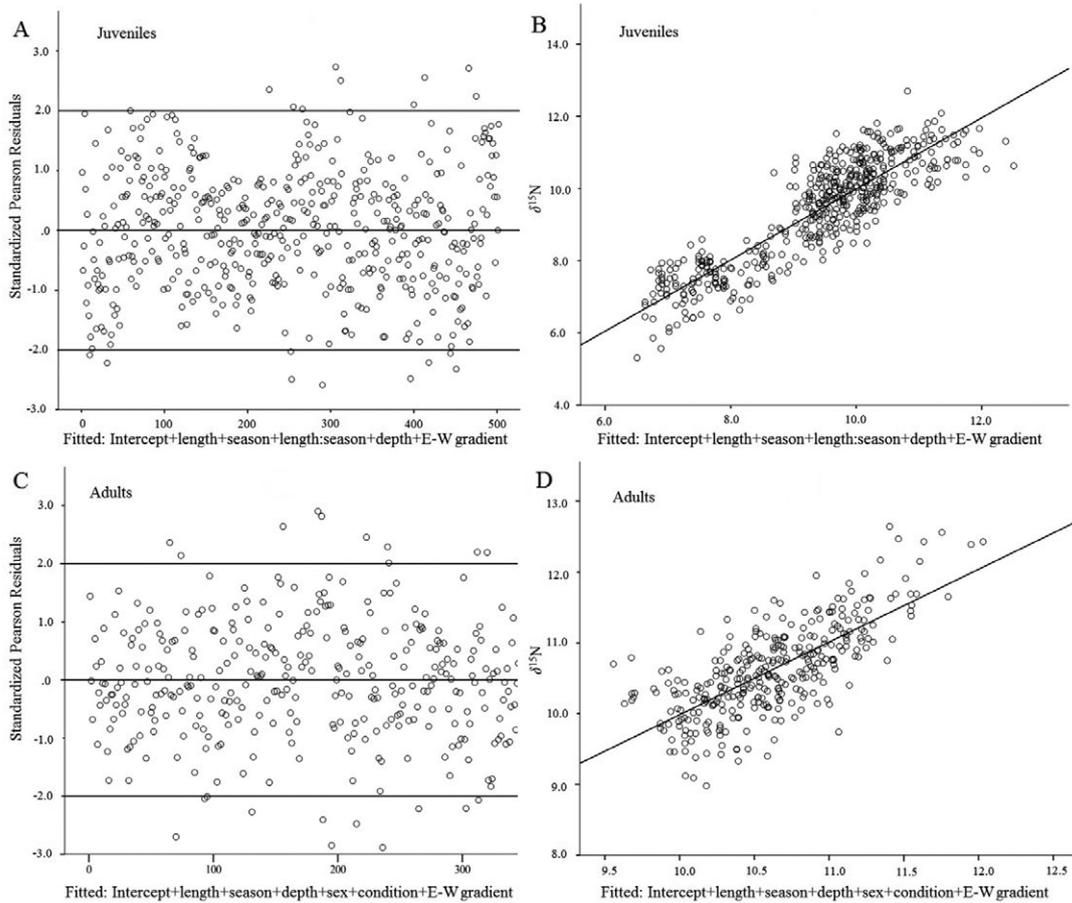 A
Juveniles
Standardized Pearson Residuals
3.0
2.0
1.0
.0
-1.0
-2.0
-3.0
0 100 200 300 400 500
Fitted: Intercept+length+season+length:season+depth+E-W gradient
B
Juveniles
δ15N
14.0
12.0
10.0
8.0
6.0
4.0
6.0 8.0 10.0 12.0
Fitted: Intercept+length+season+length:season+depth+E-W gradient
C
Adults
Standardized Pearson Residuals
3.0
2.0
1.0
.0
-1.0
-2.0
-3.0
0 100 200 300
Fitted: Intercept+length+season+depth+sex+condition+E-W gradient
D
Adults
δ15N
13.0
12.0
11.0
10.0
9.0
8.0
9.5 10.0 10.5 11.0 11.5 12.0 12.5
Fitted: Intercept+length+season+depth+sex+condition+E-W gradient